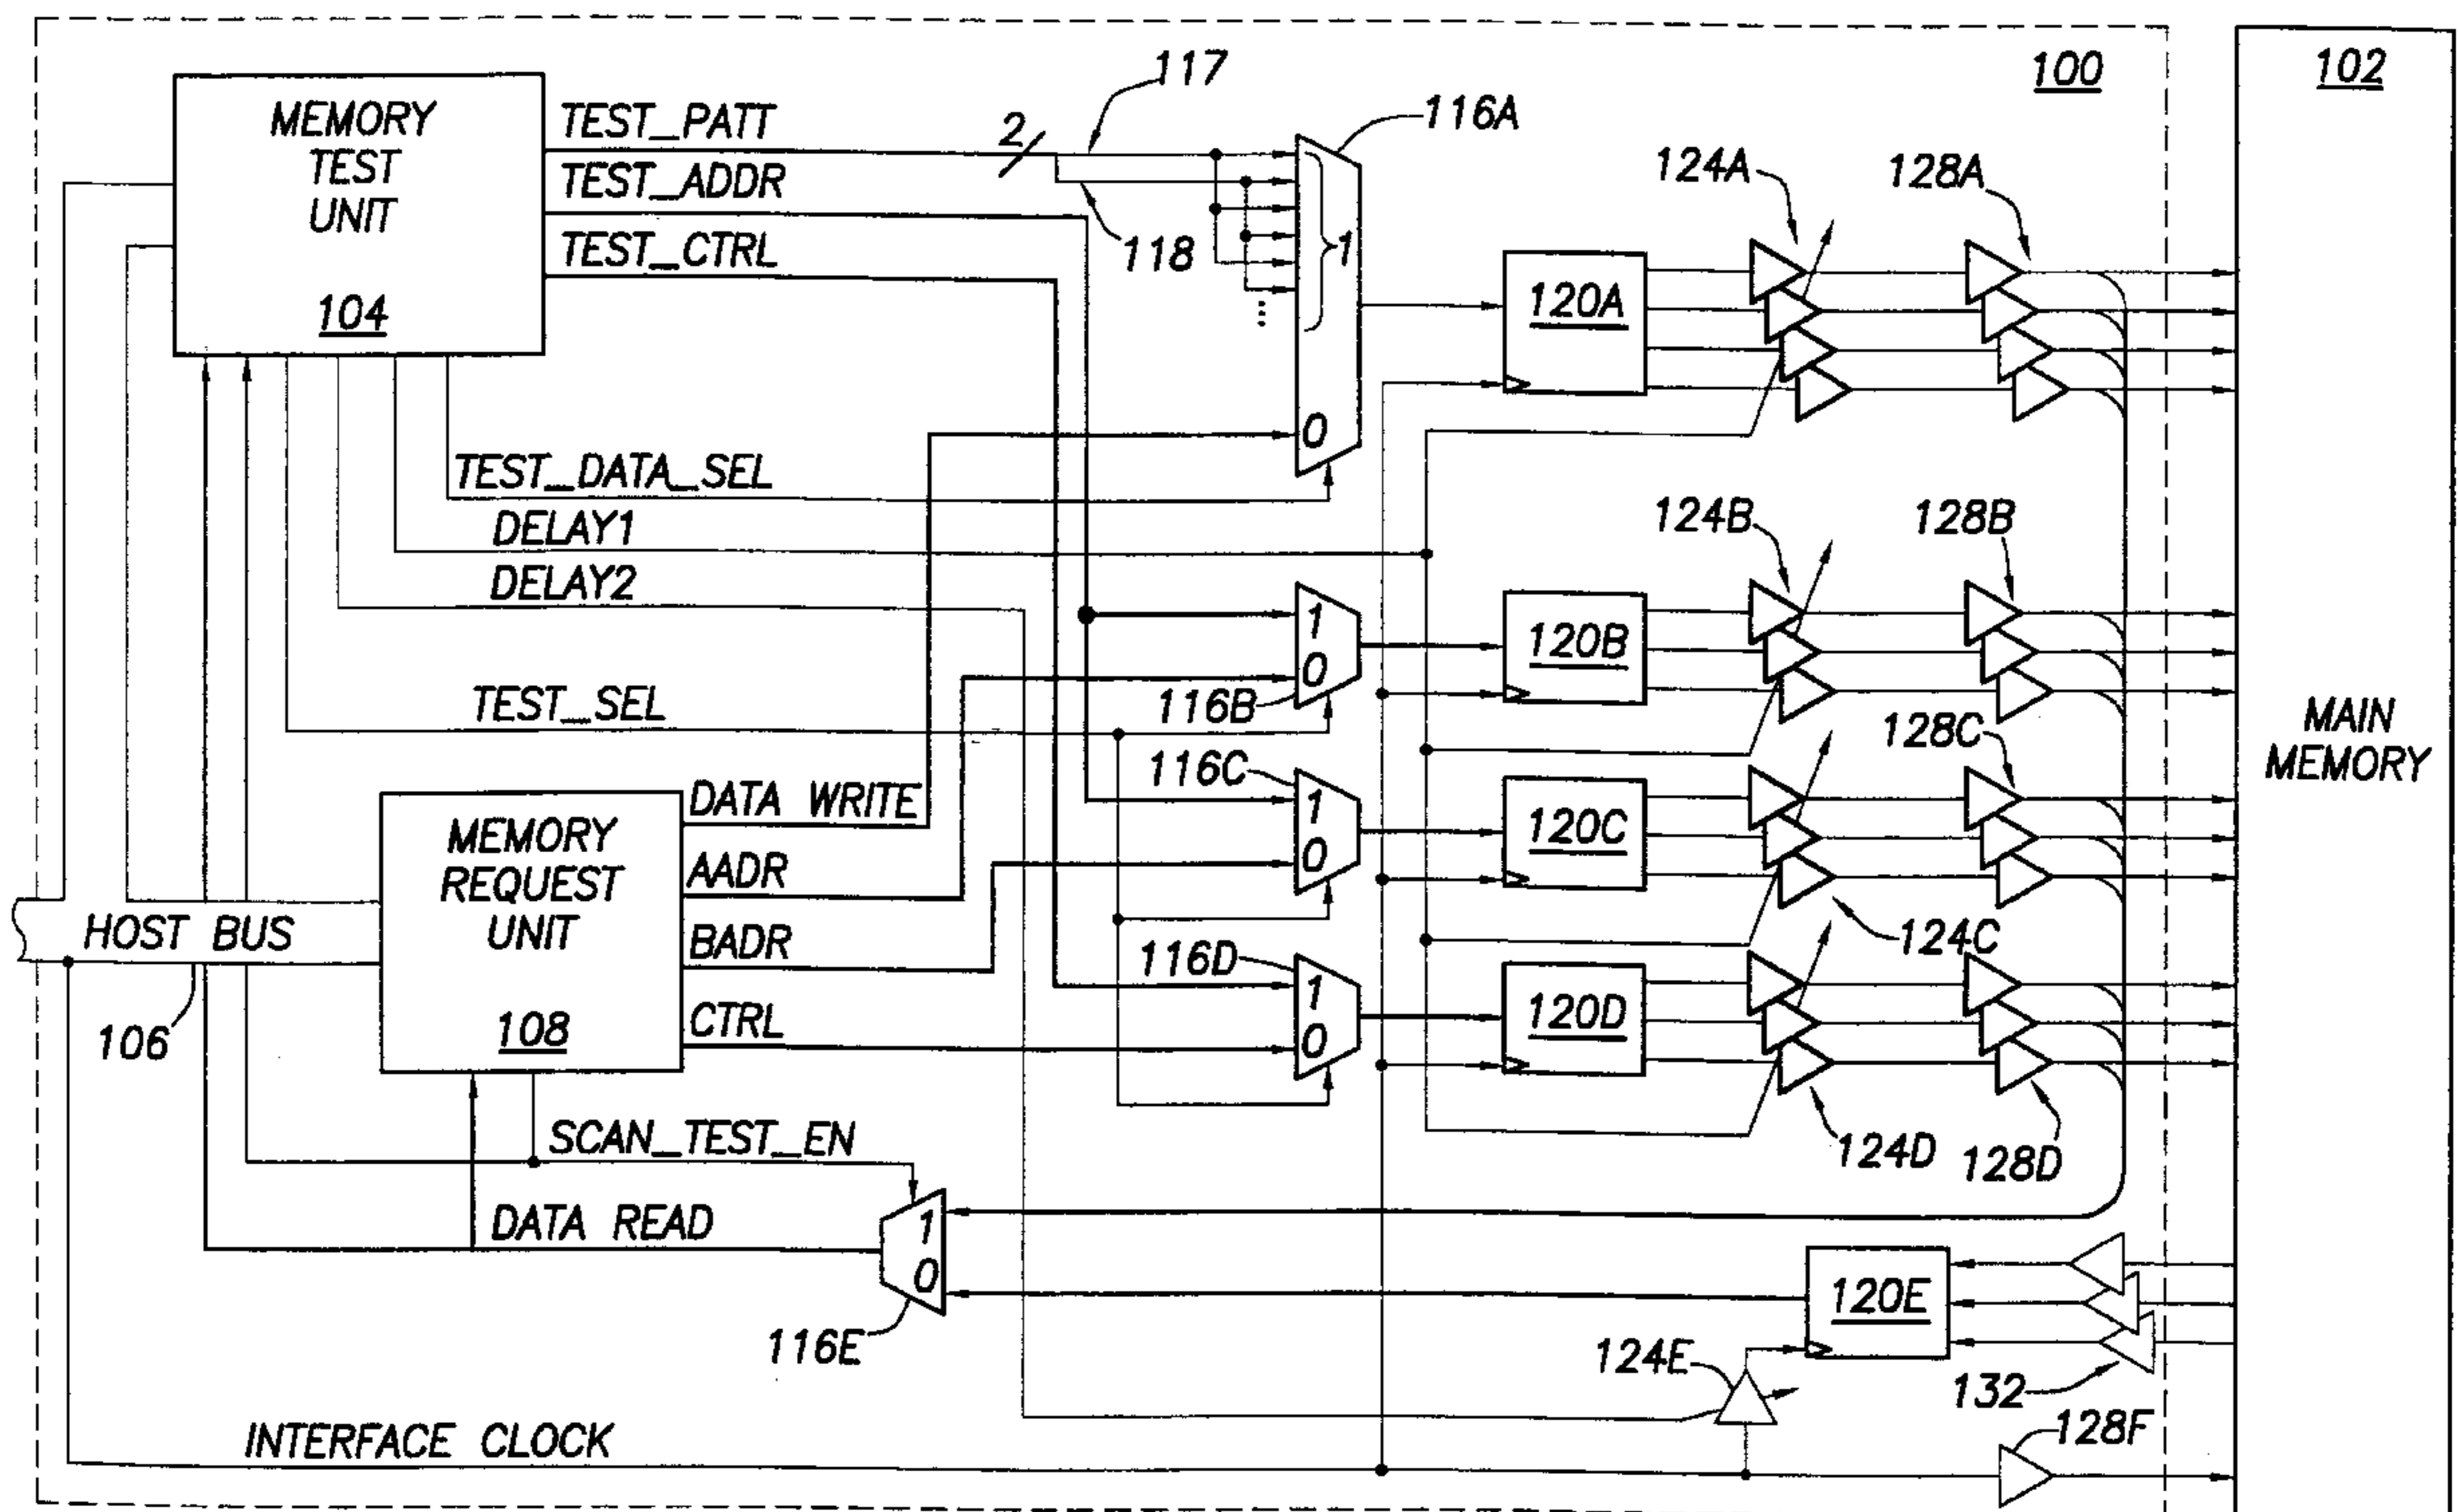 100
102
117
116A
MEMORY
TEST
UNIT
104
TEST_PATT
2
TEST_ADDR
118
TEST_CTRL
1
...
0
120A
124A
128A
TEST_DATA_SEL
DELAY1
DELAY2
TEST_SEL
1
0
116B
120B
124B
128B
MAIN
MEMORY
MEMORY
REQUEST
UNIT
108
DATA WRITE
AADR
BADR
CTRL
116C
1
0
120C
128C
124C
HOST BUS
106
116D
1
0
120D
124D
128D
SCAN_TEST_EN
DATA READ
1
0
116E
120E
124E
132
INTERFACE CLOCK
128F